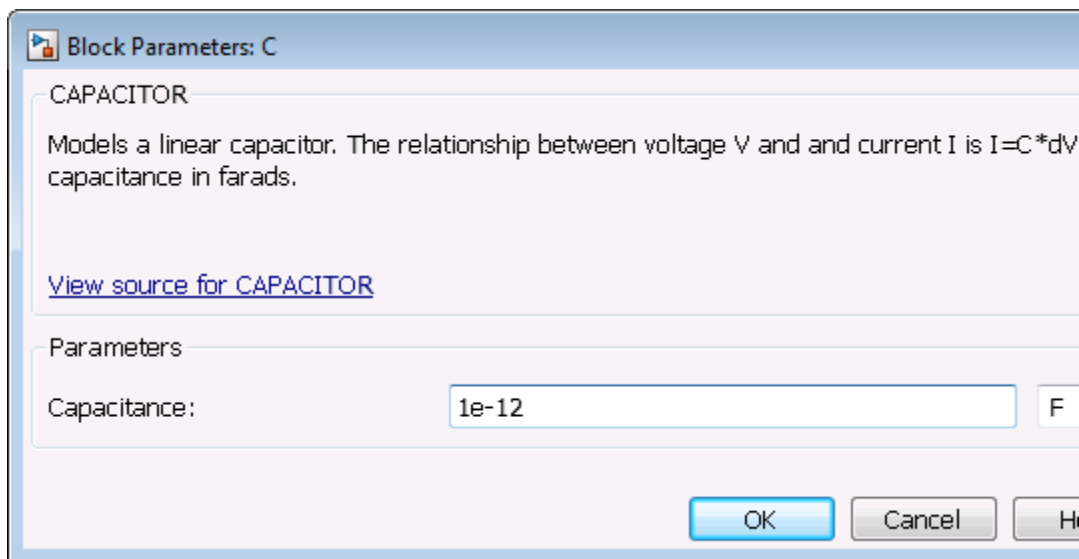 Block Parameters: C
CAPACITOR
Models a linear capacitor. The relationship between voltage V and and current I is I=C*dV
capacitance in farads.
View source for CAPACITOR
Parameters
Capacitance: 1e-12 F
OK Cancel